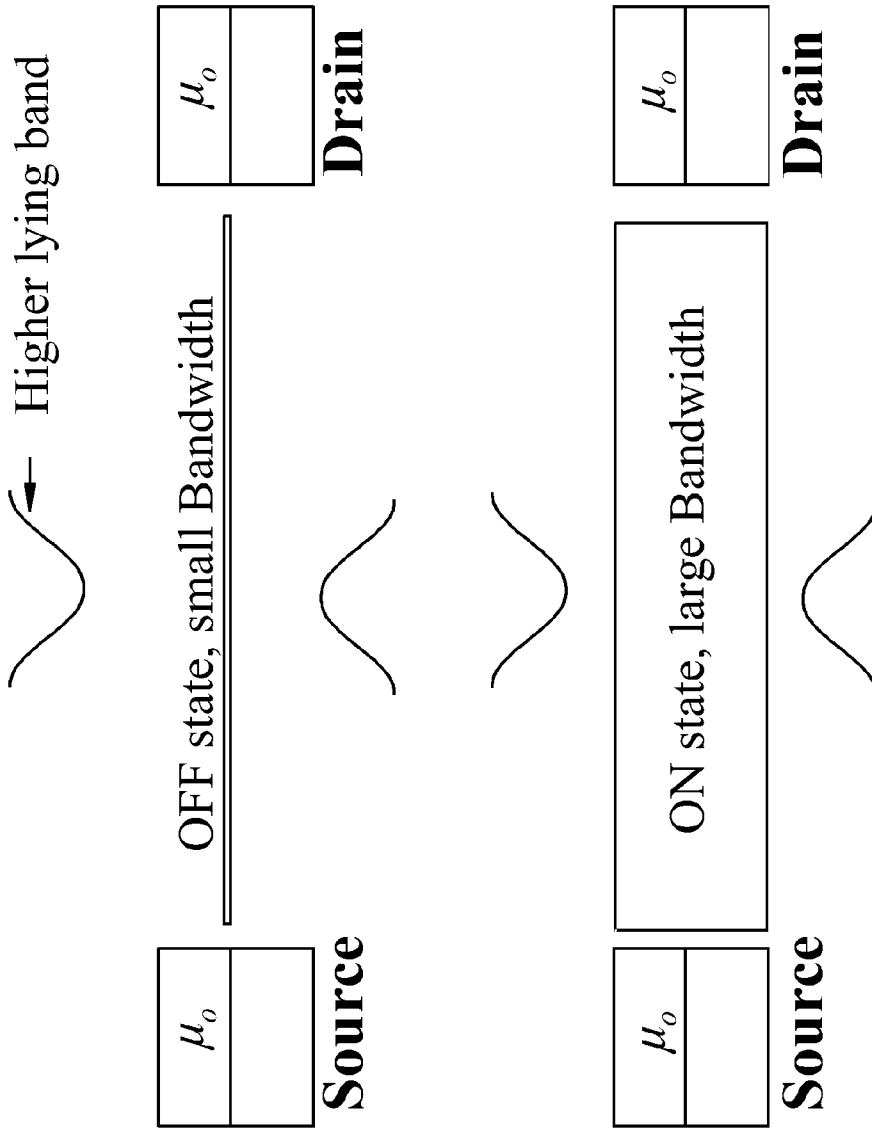 Higher lying band
μo
μo
OFF state, small Bandwidth
Source
Drain
μo
μo
ON state, large Bandwidth
Source
Drain